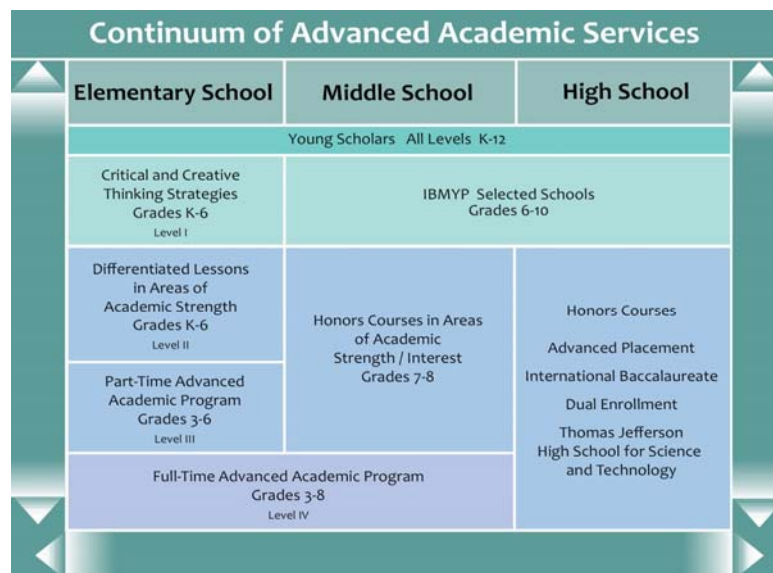 Continuum of Advanced Academic Services
Elementary School
Middle School
High School
Young Scholars All Levels K-12
Critical and Creative
Thinking Strategies
Grades K-6
Level I
IBMYP Selected Schools
Grades 6-10
Differentiated Lessons
in Areas of
Academic Strength
Grades K-6
Level II
Part-Time Advanced
Academic Program
Grades 3-6
Level III
Honors Courses in Areas
of Academic
Strength / Interest
Grades 7-8
Honors Courses
Advanced Placement
International Baccalaureate
Dual Enrollment
Thomas Jefferson
High School for Science
and Technology
Full-Time Advanced Academic Program
Grades 3-8
Level IV